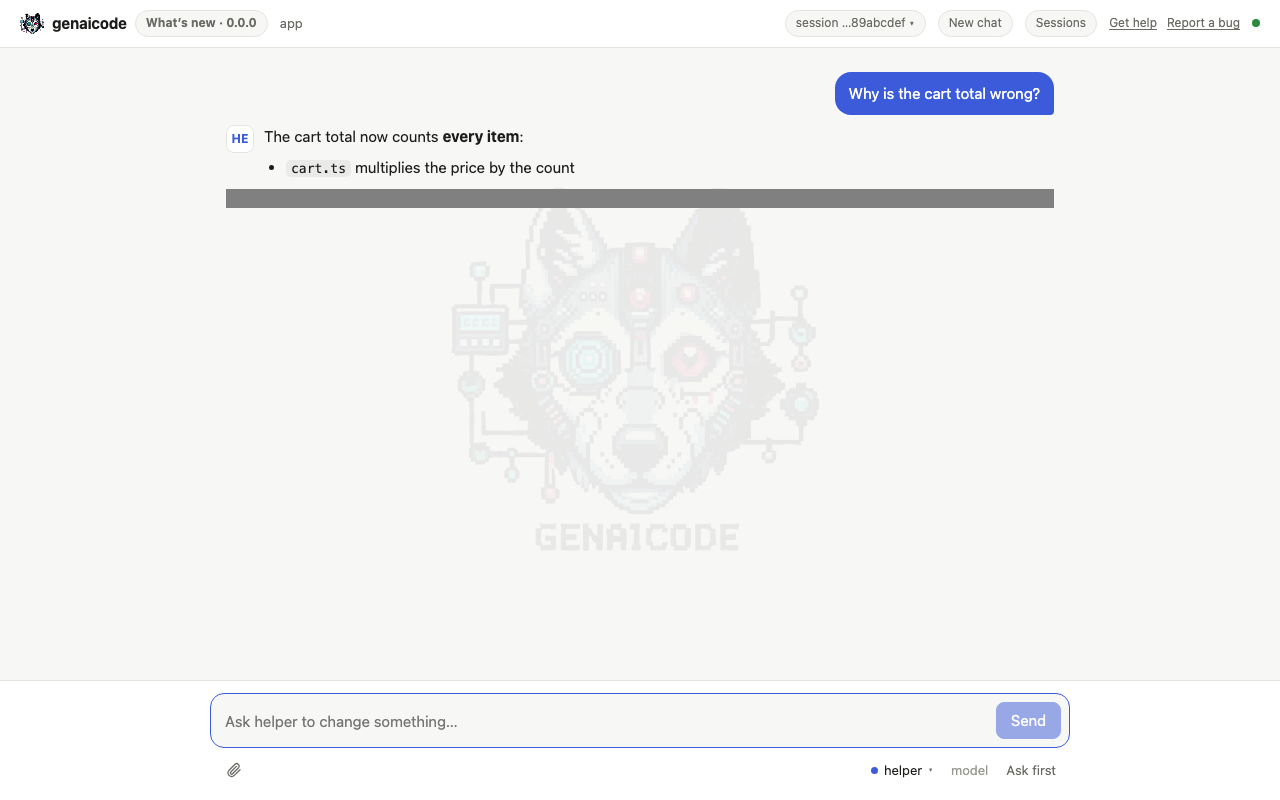 genaicode
What's new · 0.0.0
app
session ...89abcdef
New chat
Sessions
Get help
Report a bug
Why is the cart total wrong?
HE
The cart total now counts every item:
• cart.ts multiplies the price by the count
GENAICODE
Ask helper to change something...
Send
helper
model
Ask first